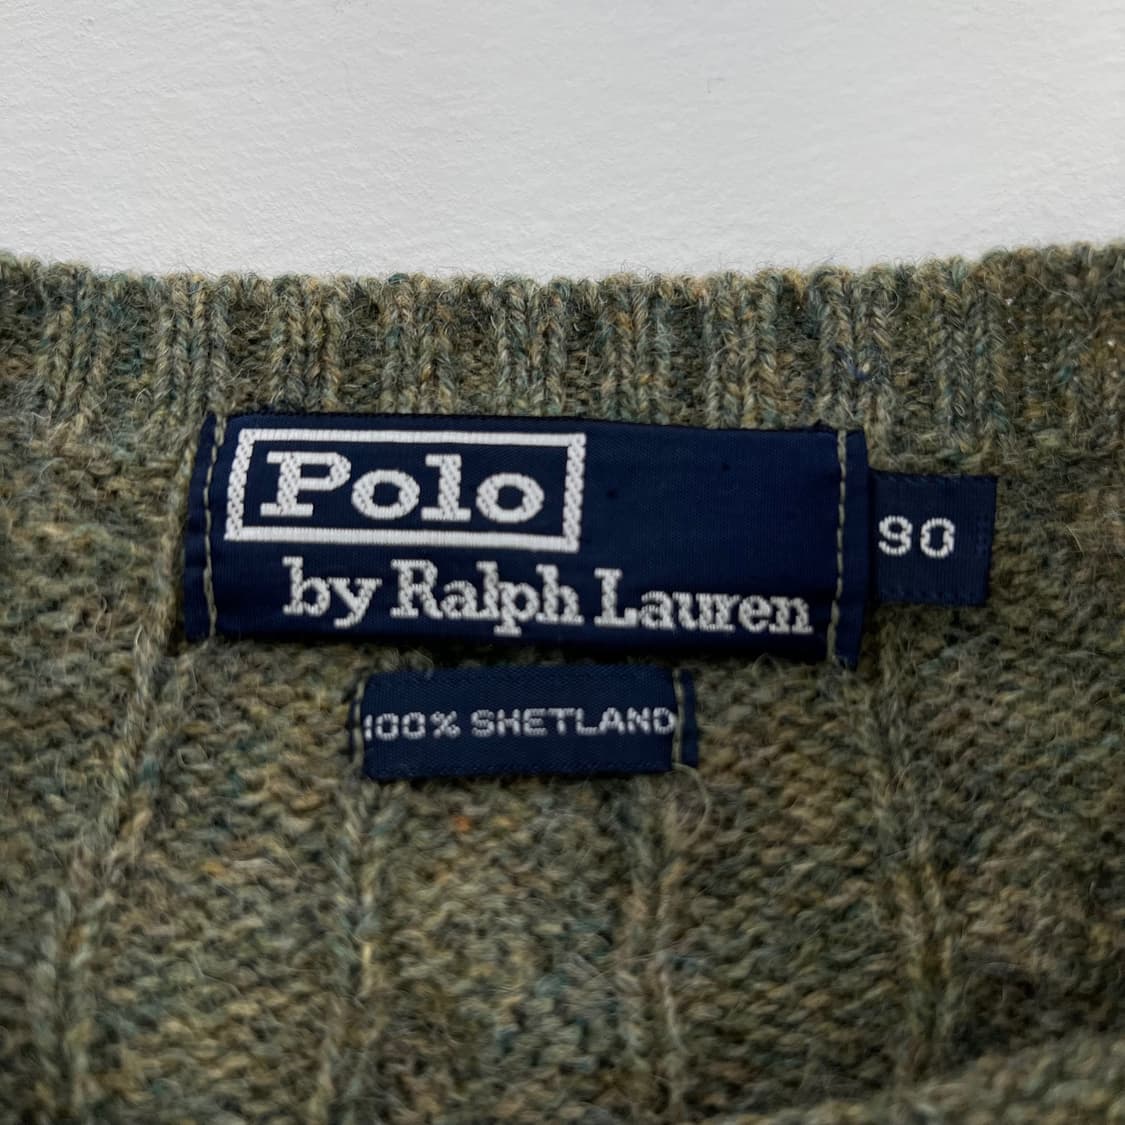 Polo
by Ralph Lauren
90
100% SHETLAND